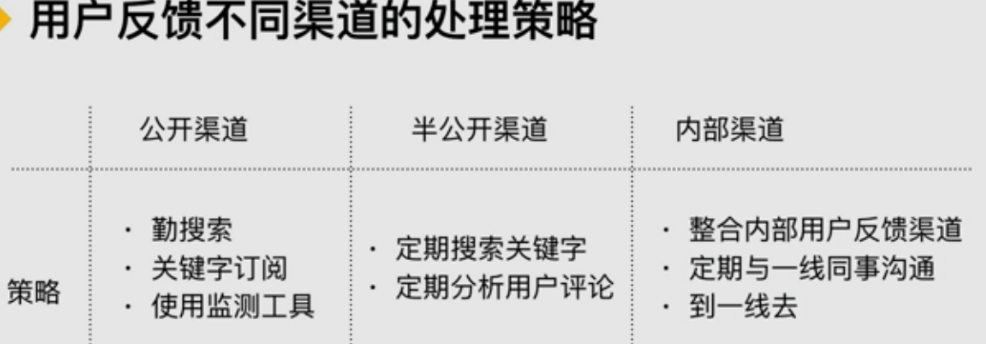 用户反馈不同渠道的处理策略
公开渠道
半公开渠道
内部渠道
策略
· 勤搜索
· 关键字订阅
· 使用监测工具
· 定期搜索关键字
· 定期分析用户评论
· 整合内部用户反馈渠道
· 定期与一线同事沟通
· 到一线去